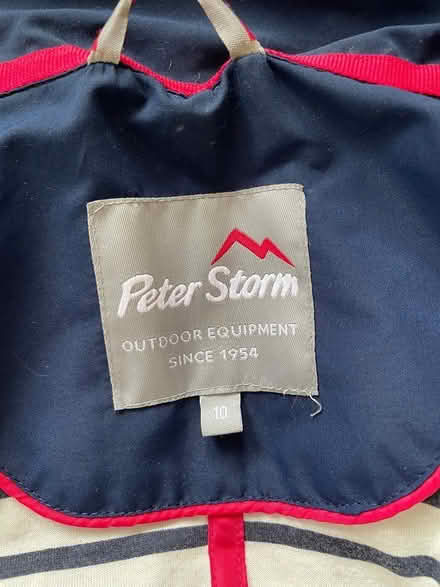 Peter Storm
OUTDOOR EQUIPMENT
SINCE 1954
10